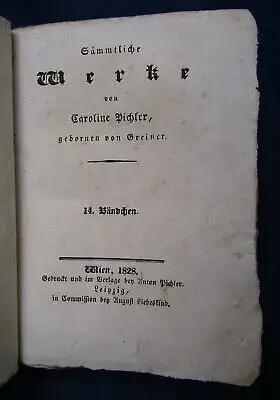 Sämmtliche
Werke
von
Caroline Pichler,
gebornen von Greiner.
14. Bändchen.
Wien, 1828.
Gedruckt und im Verlage bey Anton Pichler.
Leipzig,
in Commission bey August Liebeskind.